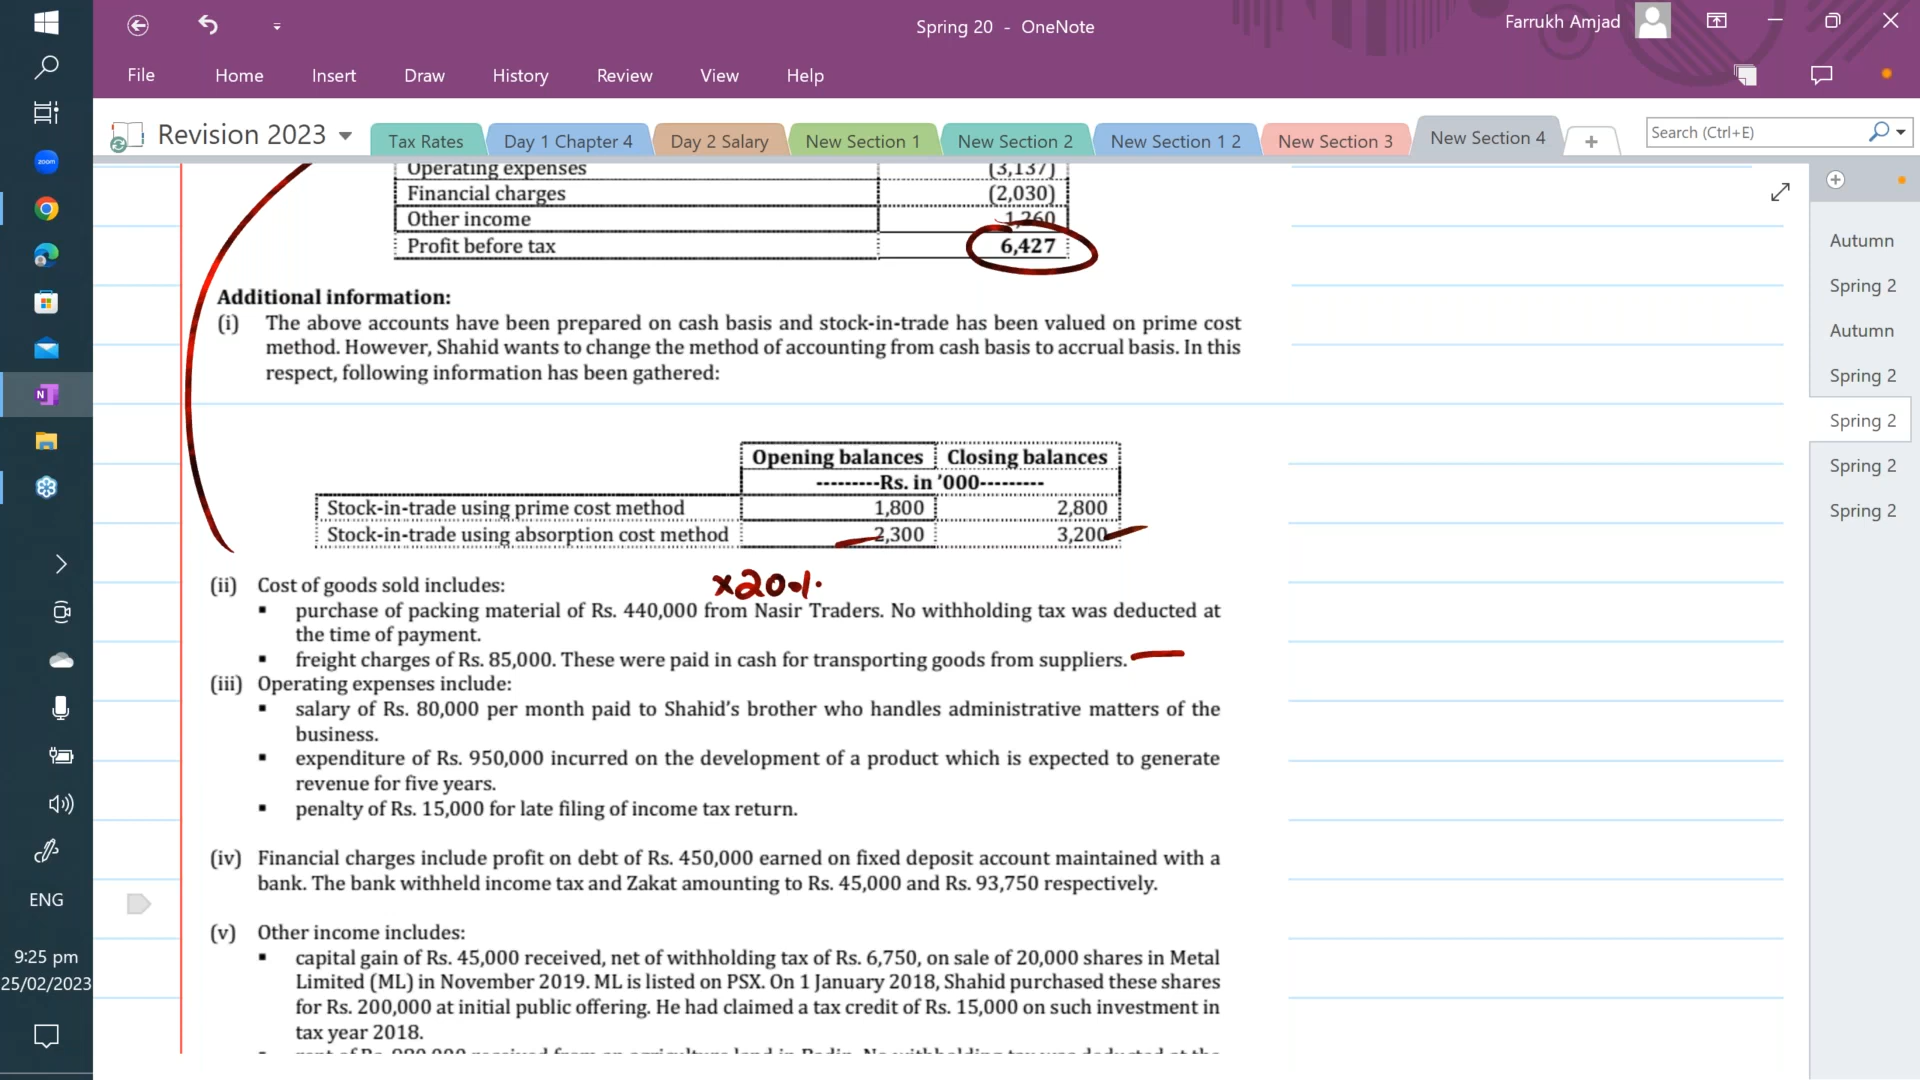 Spring 20 - OneNote
Farrukh Amjad
File Home Insert Draw History Review View Help
Revision 2023
Tax Rates
Day 1 Chapter 4
Day 2 Salary
New Section 1
New Section 2
New Section 1 2
New Section 3
New Section 4
Search (Ctrl+E)
Operating expenses (3,137)
Financial charges (2,030)
Other income 1,260
Profit before tax 6,427
Additional information:
(i) The above accounts have been prepared on cash basis and stock-in-trade has been valued on prime cost
method. However, Shahid wants to change the method of accounting from cash basis to accrual basis. In this
respect, following information has been gathered:
Opening balances Closing balances
---------Rs. in '000---------
Stock-in-trade using prime cost method 1,800 2,800
Stock-in-trade using absorption cost method 2,300 3,200
(ii) Cost of goods sold includes:
x20%
▪ purchase of packing material of Rs. 440,000 from Nasir Traders. No withholding tax was deducted at
the time of payment.
▪ freight charges of Rs. 85,000. These were paid in cash for transporting goods from suppliers.
(iii) Operating expenses include:
▪ salary of Rs. 80,000 per month paid to Shahid's brother who handles administrative matters of the
business.
▪ expenditure of Rs. 950,000 incurred on the development of a product which is expected to generate
revenue for five years.
▪ penalty of Rs. 15,000 for late filing of income tax return.
(iv) Financial charges include profit on debt of Rs. 450,000 earned on fixed deposit account maintained with a
bank. The bank withheld income tax and Zakat amounting to Rs. 45,000 and Rs. 93,750 respectively.
(v) Other income includes:
▪ capital gain of Rs. 45,000 received, net of withholding tax of Rs. 6,750, on sale of 20,000 shares in Metal
Limited (ML) in November 2019. ML is listed on PSX. On 1 January 2018, Shahid purchased these shares
for Rs. 200,000 at initial public offering. He had claimed a tax credit of Rs. 15,000 on such investment in
tax year 2018.
Autumn
Spring 2
Autumn
Spring 2
Spring 2
Spring 2
Spring 2
zoom
ENG
9:25 pm
25/02/2023